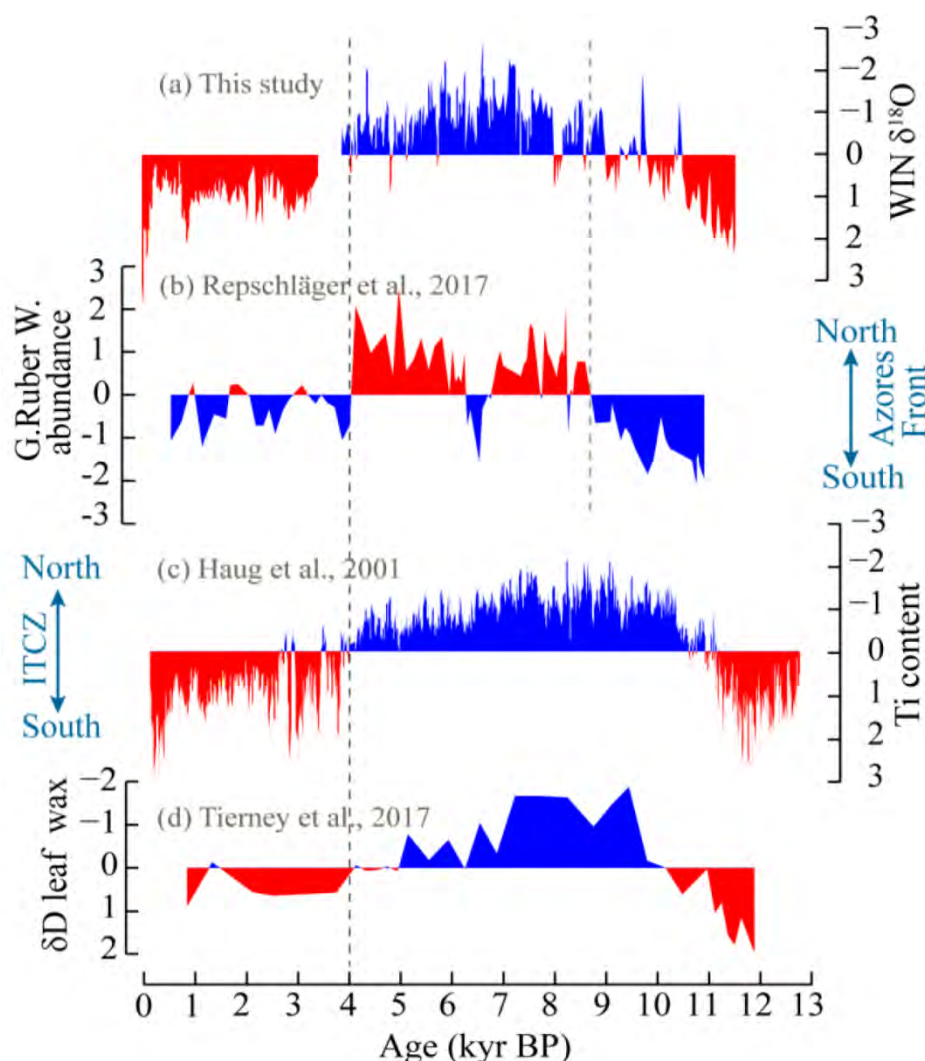 (a) This study
−3
−2
−1
0
1
2
3
WIN δ¹⁸O
(b) Repschläger et al., 2017
3
2
1
0
-1
-2
-3
G.Ruber W.
abundance
North
Azores
Front
South
(c) Haug et al., 2001
North
ITCZ
South
−3
−2
−1
0
1
2
3
Ti content
(d) Tierney et al., 2017
−2
−1
0
1
2
δD leaf wax
0 1 2 3 4 5 6 7 8 9 10 11 12 13
Age (kyr BP)